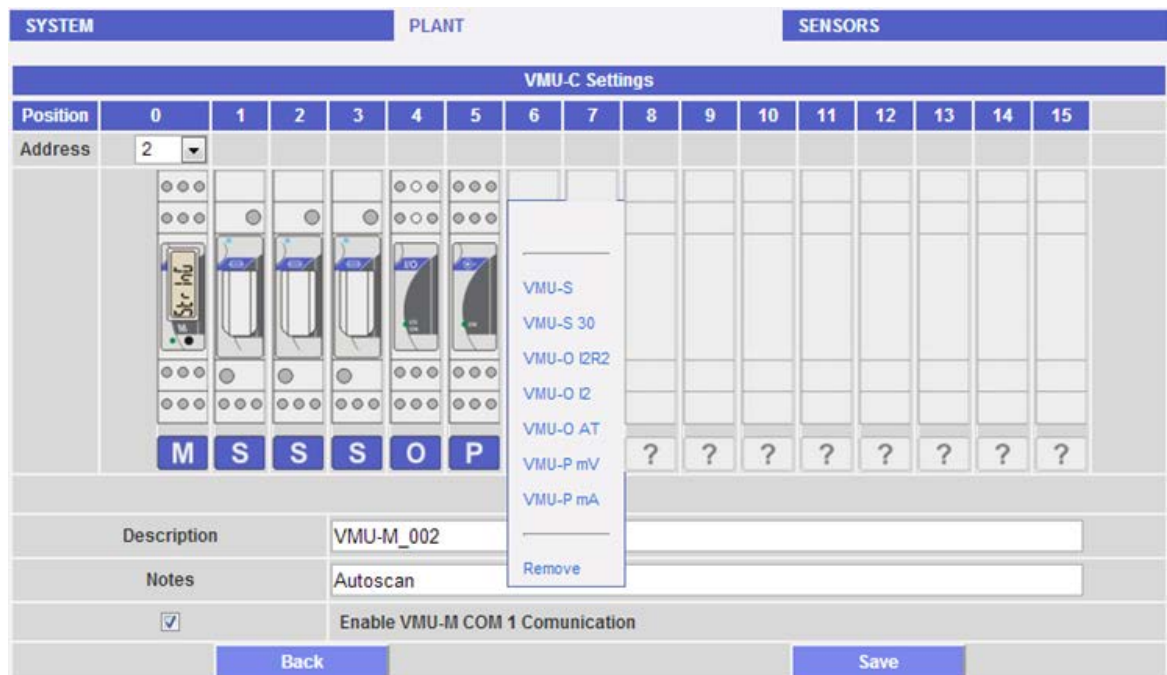 SYSTEM PLANT SENSORS
VMU-C Settings
Position 0 1 2 3 4 5 6 7 8 9 10 11 12 13 14 15
Address 2
I/O
Str Inv
M
VMU-S
VMU-S 30
VMU-O I2R2
VMU-O I2
VMU-O AT
VMU-P mV
VMU-P mA
Remove
M S S S O P ? ? ? ? ? ? ? ?
Description VMU-M_002
Notes Autoscan
Enable VMU-M COM 1 Comunication
Back Save